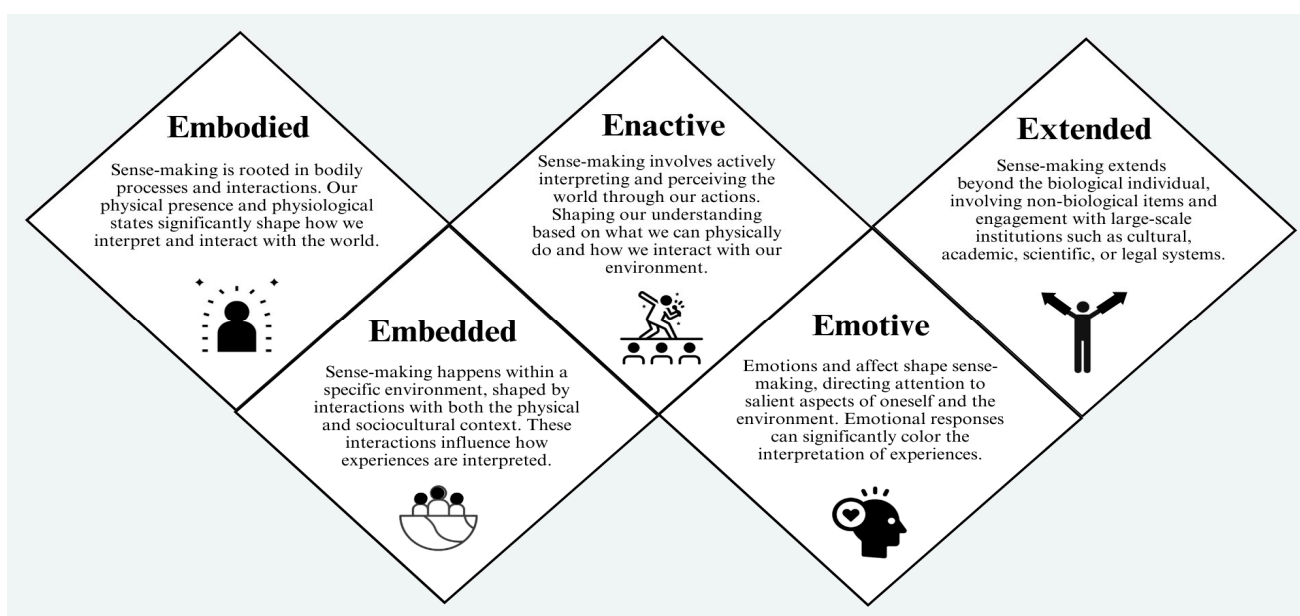 Embodied
Sense-making is rooted in bodily
processes and interactions. Our
physical presence and physiological
states significantly shape how we
interpret and interact with the world.
Embedded
Sense-making happens within a
specific environment, shaped by
interactions with both the physical
and sociocultural context. These
interactions influence how
experiences are interpreted.
Enactive
Sense-making involves actively
interpreting and perceiving the
world through our actions.
Shaping our understanding
based on what we can physically
do and how we interact with our
environment.
Emotive
Emotions and affect shape sense-
making, directing attention to
salient aspects of oneself and the
environment. Emotional responses
can significantly color the
interpretation of experiences.
Extended
Sense-making extends
beyond the biological individual,
involving non-biological items and
engagement with large-scale
institutions such as cultural,
academic, scientific, or legal systems.